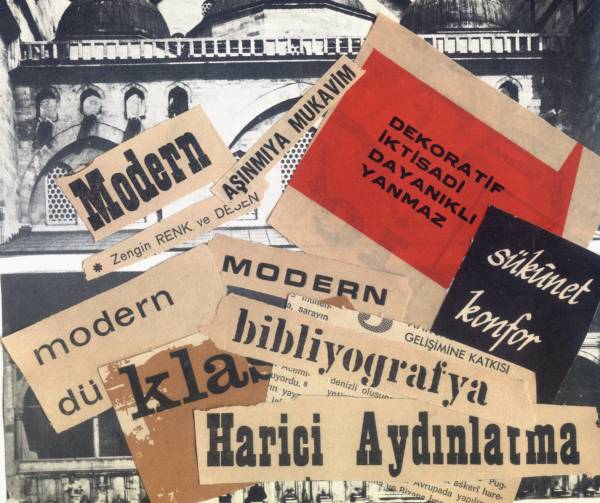 AŞINMIYA MUKAVİM
DEKORATİF
İKTİSADİ
DAYANIKLI
YANMAZ
Modern
* Zengin RENK ve DESEN
sükûnet
konfor
MODERN
modern
dü
klas
GELİŞİMİNE KATKISI
bibliyografya
denizli
Harici Aydınlatma
askerî
Avrupada